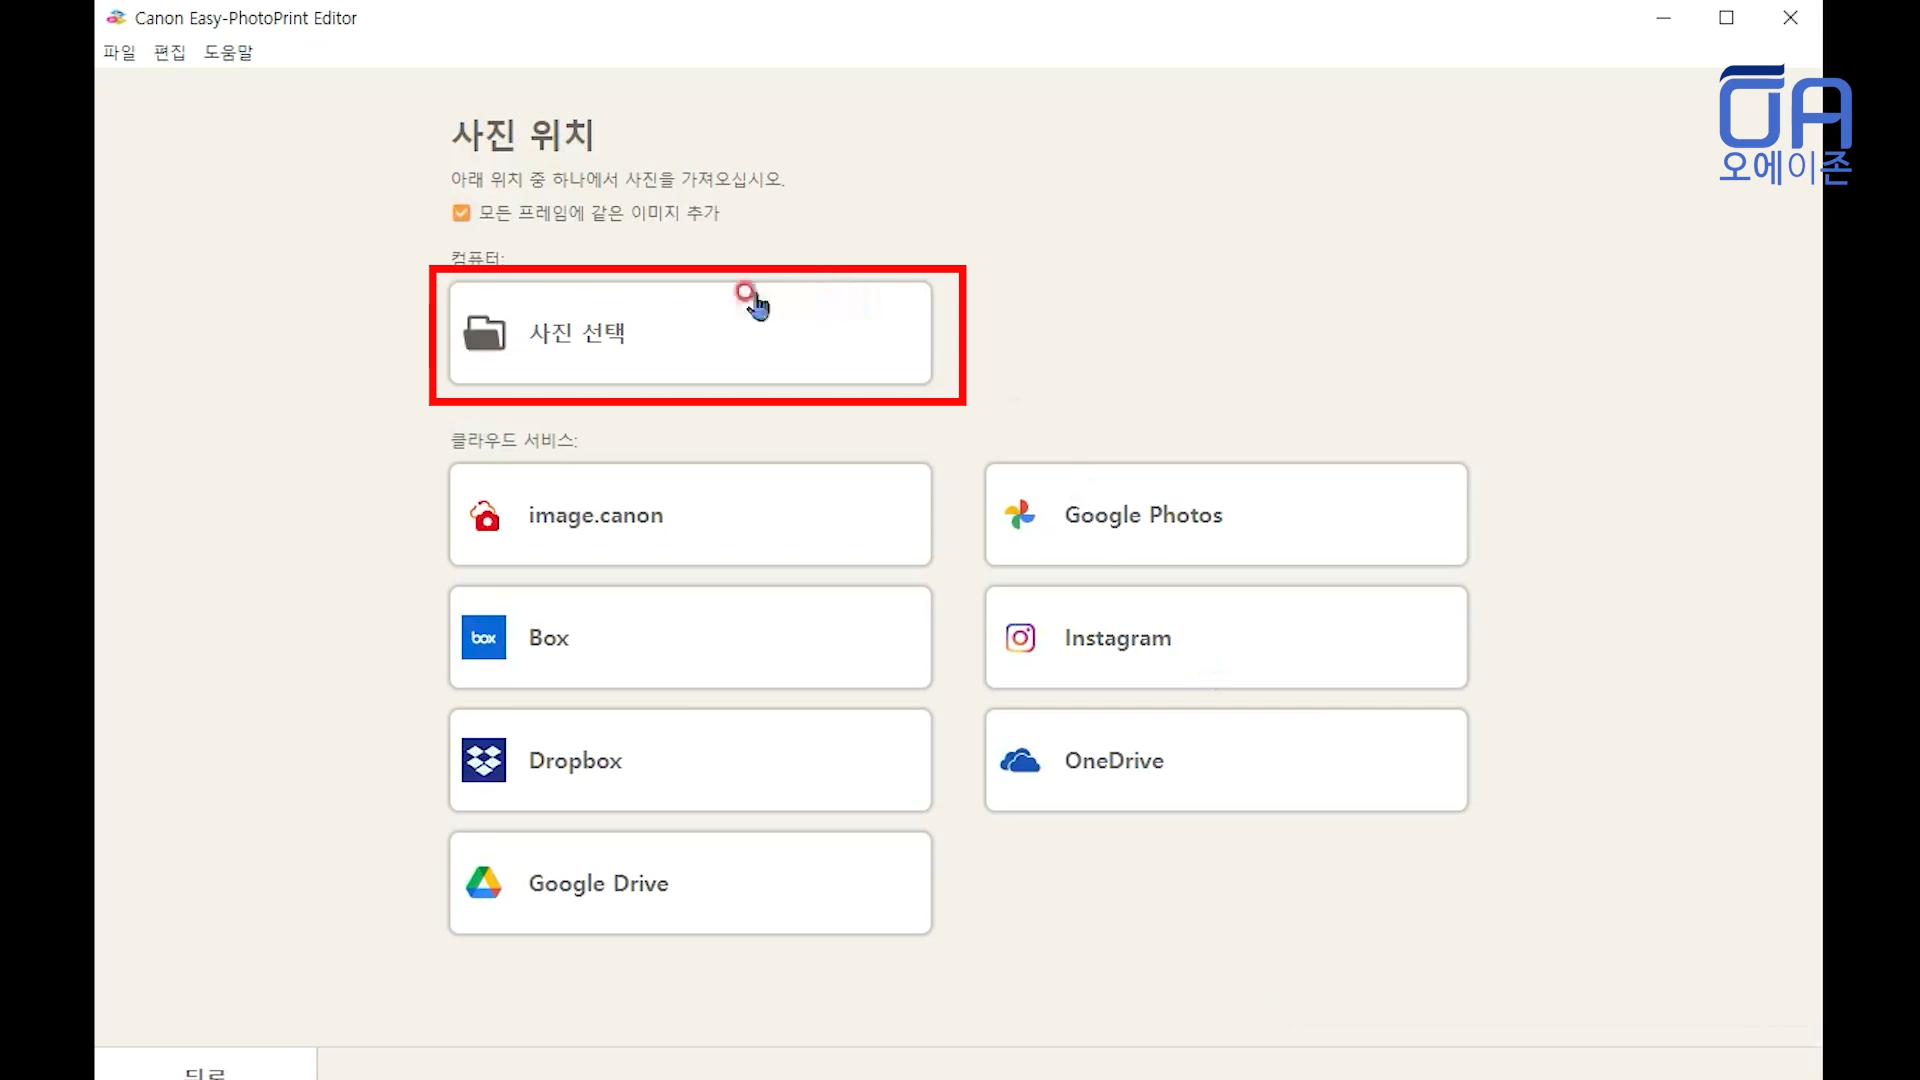 Canon Easy-PhotoPrint Editor
파일 편집 도움말
OA
오에이존
사진 위치
아래 위치 중 하나에서 사진을 가져오십시오.
모든 프레임에 같은 이미지 추가
컴퓨터:
사진 선택
클라우드 서비스:
image.canon
Google Photos
box
Box
Instagram
Dropbox
OneDrive
Google Drive
뒤로